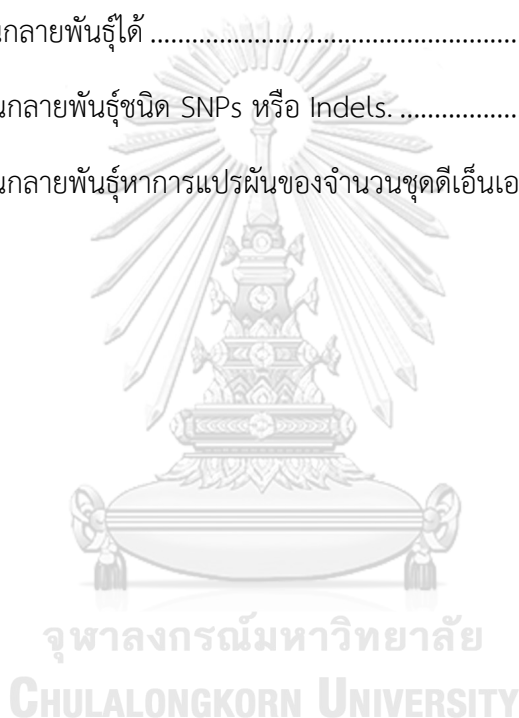 นกลายพันธุ์ได้ ......................................................
นกลายพันธุ์ชนิด SNPs หรือ Indels. .................
นกลายพันธุ์หาการแปรผันของจำนวนชุดดีเอ็นเอ
จุฬาลงกรณ์มหาวิทยาลัย
CHULALONGKORN UNIVERSITY